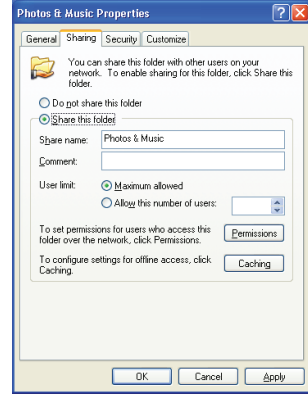 Photos & Music Properties
General Sharing Security Customize
You can share this folder with other users on your
network. To enable sharing for this folder, click Share this
folder.
Do not share this folder
Share this folder
Share name: Photos & Music
Comment:
User limit: Maximum allowed
Allow this number of users:
To set permissions for users who access this
folder over the network, click Permissions.
Permissions
To configure settings for offline access, click
Caching.
Caching
OK Cancel Apply